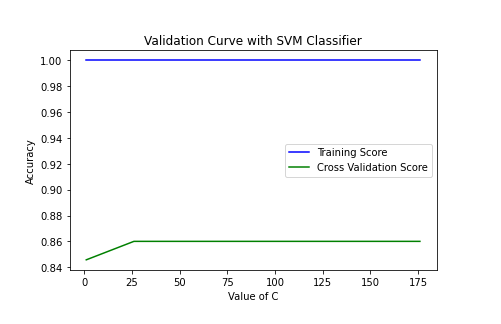 Validation Curve with SVM Classifier
1.00
0.98
0.96
0.94
0.92
0.90
0.88
0.86
0.84
Accuracy
Training Score
Cross Validation Score
0 25 50 75 100 125 150 175
Value of C